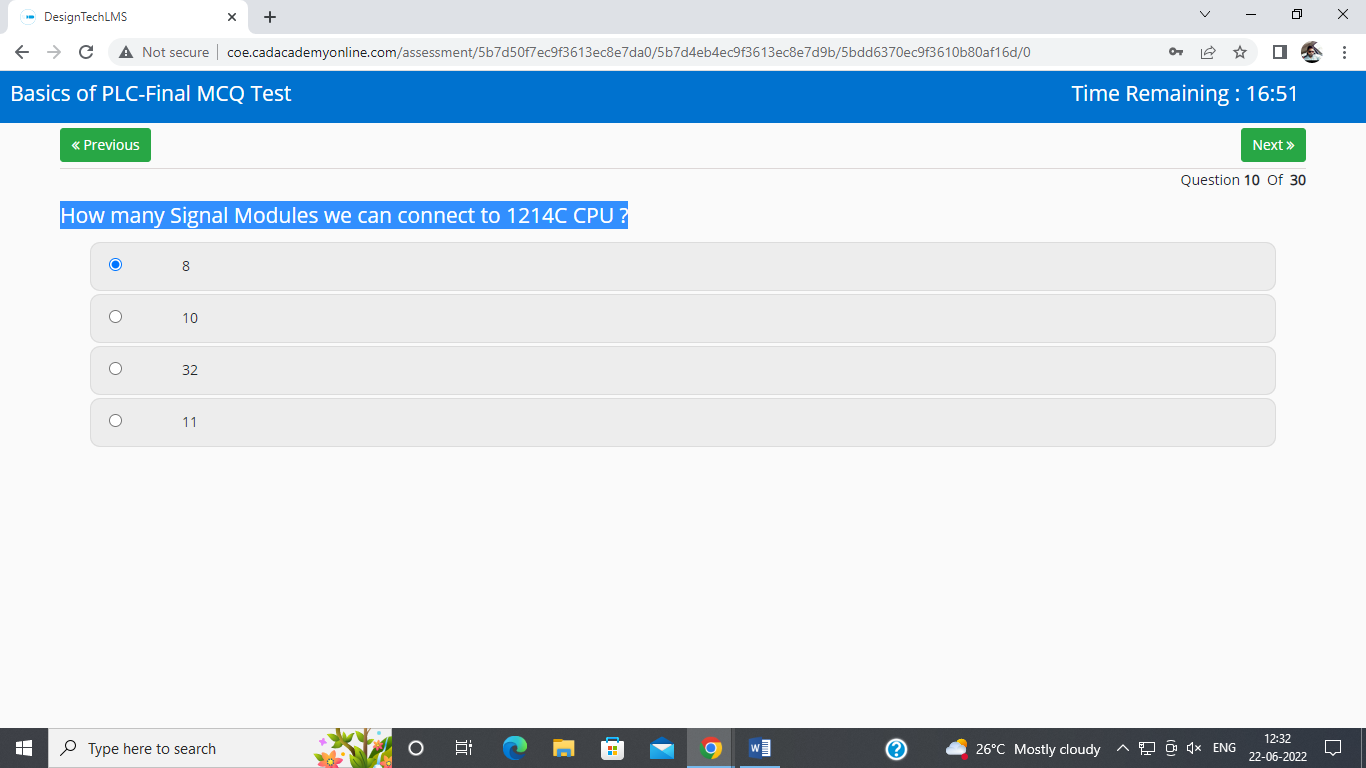 DesignTechLMS
Not secure
coe.cadacademyonline.com/assessment/5b7d50f7ec9f3613ec8e7da0/5b7d4eb4ec9f3613ec8e7d9b/5bdd6370ec9f3610b80af16d/0
Basics of PLC-Final MCQ Test
Time Remaining : 16:51
« Previous
Next »
Question 10 Of 30
How many Signal Modules we can connect to 1214C CPU ?
8
10
32
11
Type here to search
26°C Mostly cloudy
ENG
12:32
22-06-2022